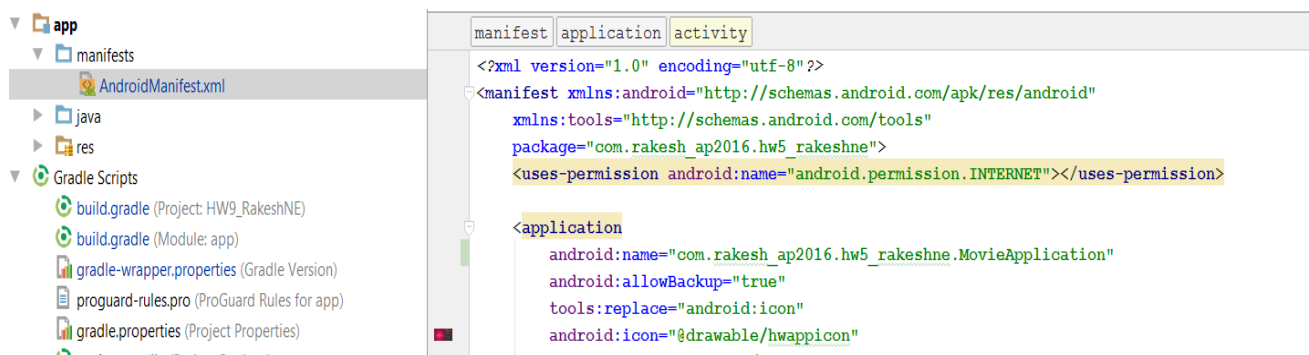 app
manifests
AndroidManifest.xml
java
res
Gradle Scripts
build.gradle (Project: HW9_RakeshNE)
build.gradle (Module: app)
gradle-wrapper.properties (Gradle Version)
proguard-rules.pro (ProGuard Rules for app)
gradle.properties (Project Properties)
manifest application activity
<?xml version="1.0" encoding="utf-8"?>
<manifest xmlns:android="http://schemas.android.com/apk/res/android"
xmlns:tools="http://schemas.android.com/tools"
package="com.rakesh_ap2016.hw5_rakeshne">
<uses-permission android:name="android.permission.INTERNET"></uses-permission>
<application
android:name="com.rakesh_ap2016.hw5_rakeshne.MovieApplication"
android:allowBackup="true"
tools:replace="android:icon"
android:icon="@drawable/hwappicon"